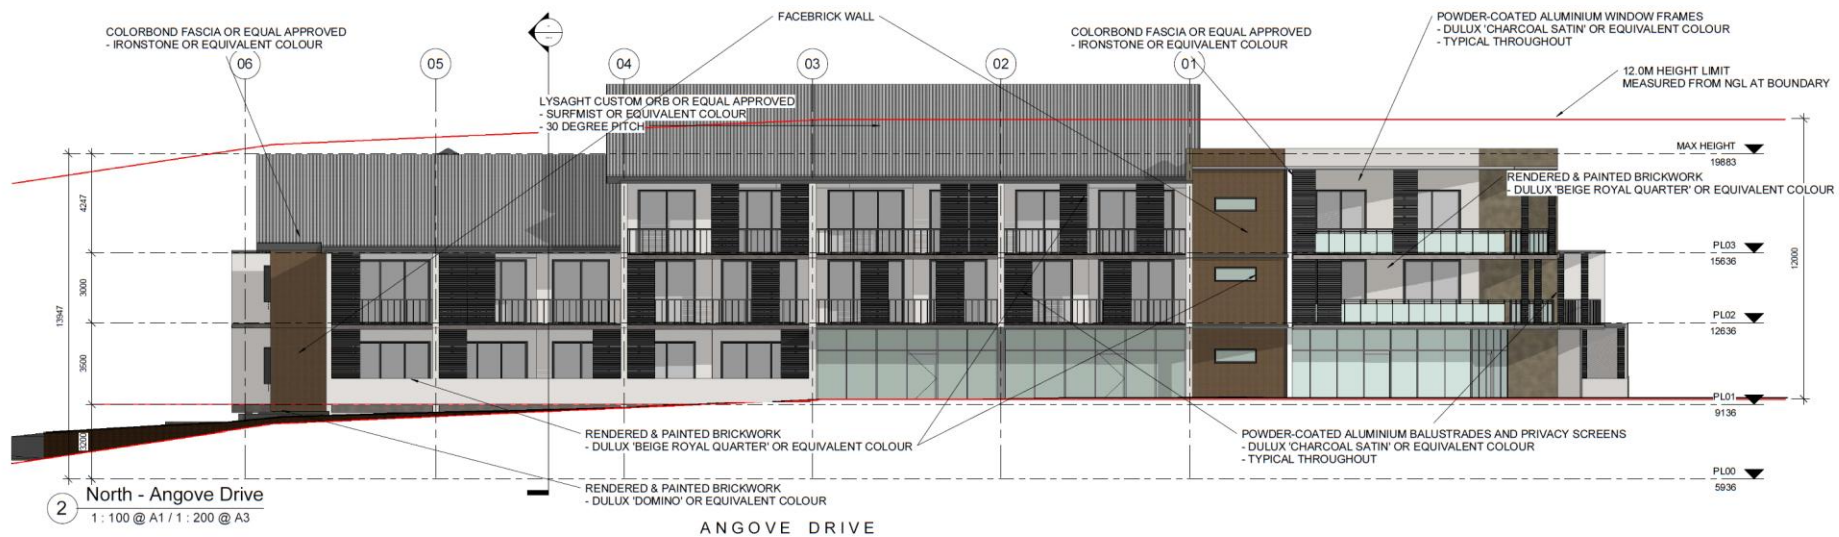 FACEBRICK WALL
COLORBOND FASCIA OR EQUAL APPROVED
- IRONSTONE OR EQUIVALENT COLOUR
COLORBOND FASCIA OR EQUAL APPROVED
- IRONSTONE OR EQUIVALENT COLOUR
POWDER-COATED ALUMINIUM WINDOW FRAMES
- DULUX 'CHARCOAL SATIN' OR EQUIVALENT COLOUR
- TYPICAL THROUGHOUT
06
05
04
03
02
01
12.0M HEIGHT LIMIT
MEASURED FROM NGL AT BOUNDARY
LYSAGHT CUSTOM ORB OR EQUAL APPROVED
- SURFMIST OR EQUIVALENT COLOUR
- 30 DEGREE PITCH
MAX HEIGHT
19883
RENDERED & PAINTED BRICKWORK
- DULUX 'BEIGE ROYAL QUARTER' OR EQUIVALENT COLOUR
4247
PL03
15636
3000
12000
13947
PL02
12636
3500
PL01
9136
3200
RENDERED & PAINTED BRICKWORK
- DULUX 'BEIGE ROYAL QUARTER' OR EQUIVALENT COLOUR
POWDER-COATED ALUMINIUM BALUSTRADES AND PRIVACY SCREENS
- DULUX 'CHARCOAL SATIN' OR EQUIVALENT COLOUR
- TYPICAL THROUGHOUT
PL00
5936
RENDERED & PAINTED BRICKWORK
- DULUX 'DOMINO' OR EQUIVALENT COLOUR
2 North - Angove Drive
1 : 100 @ A1 / 1 : 200 @ A3
ANGOVE DRIVE